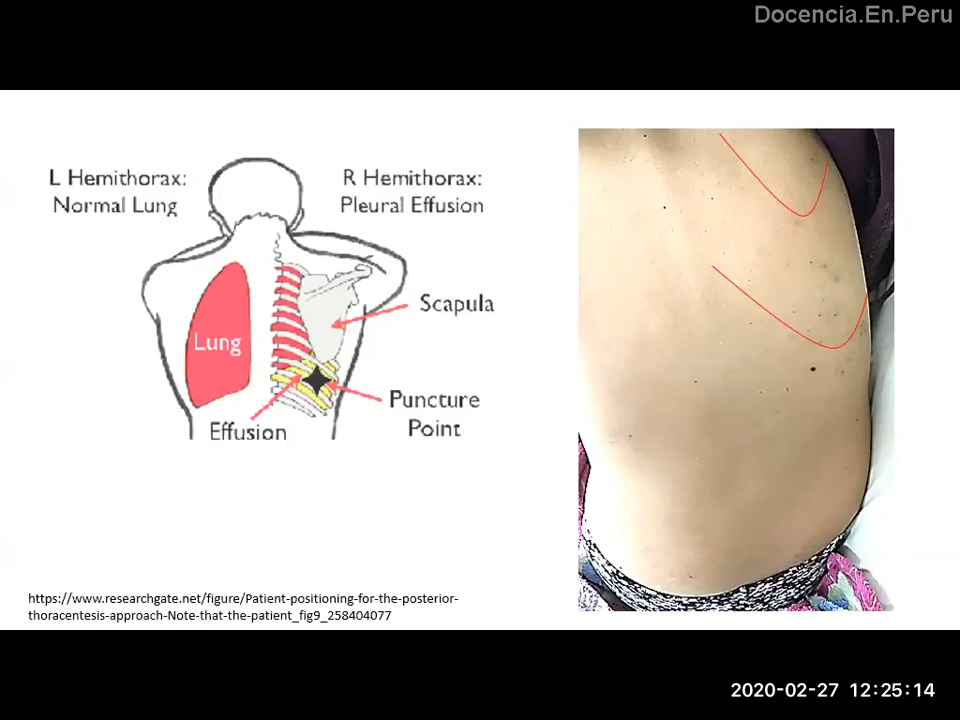 Docencia.En.Peru
L Hemithorax:
Normal Lung
R Hemithorax:
Pleural Effusion
Scapula
Lung
Puncture
Point
Effusion
https://www.researchgate.net/figure/Patient-positioning-for-the-posterior-
thoracentesis-approach-Note-that-the-patient_fig9_258404077
2020-02-27 12:25:14